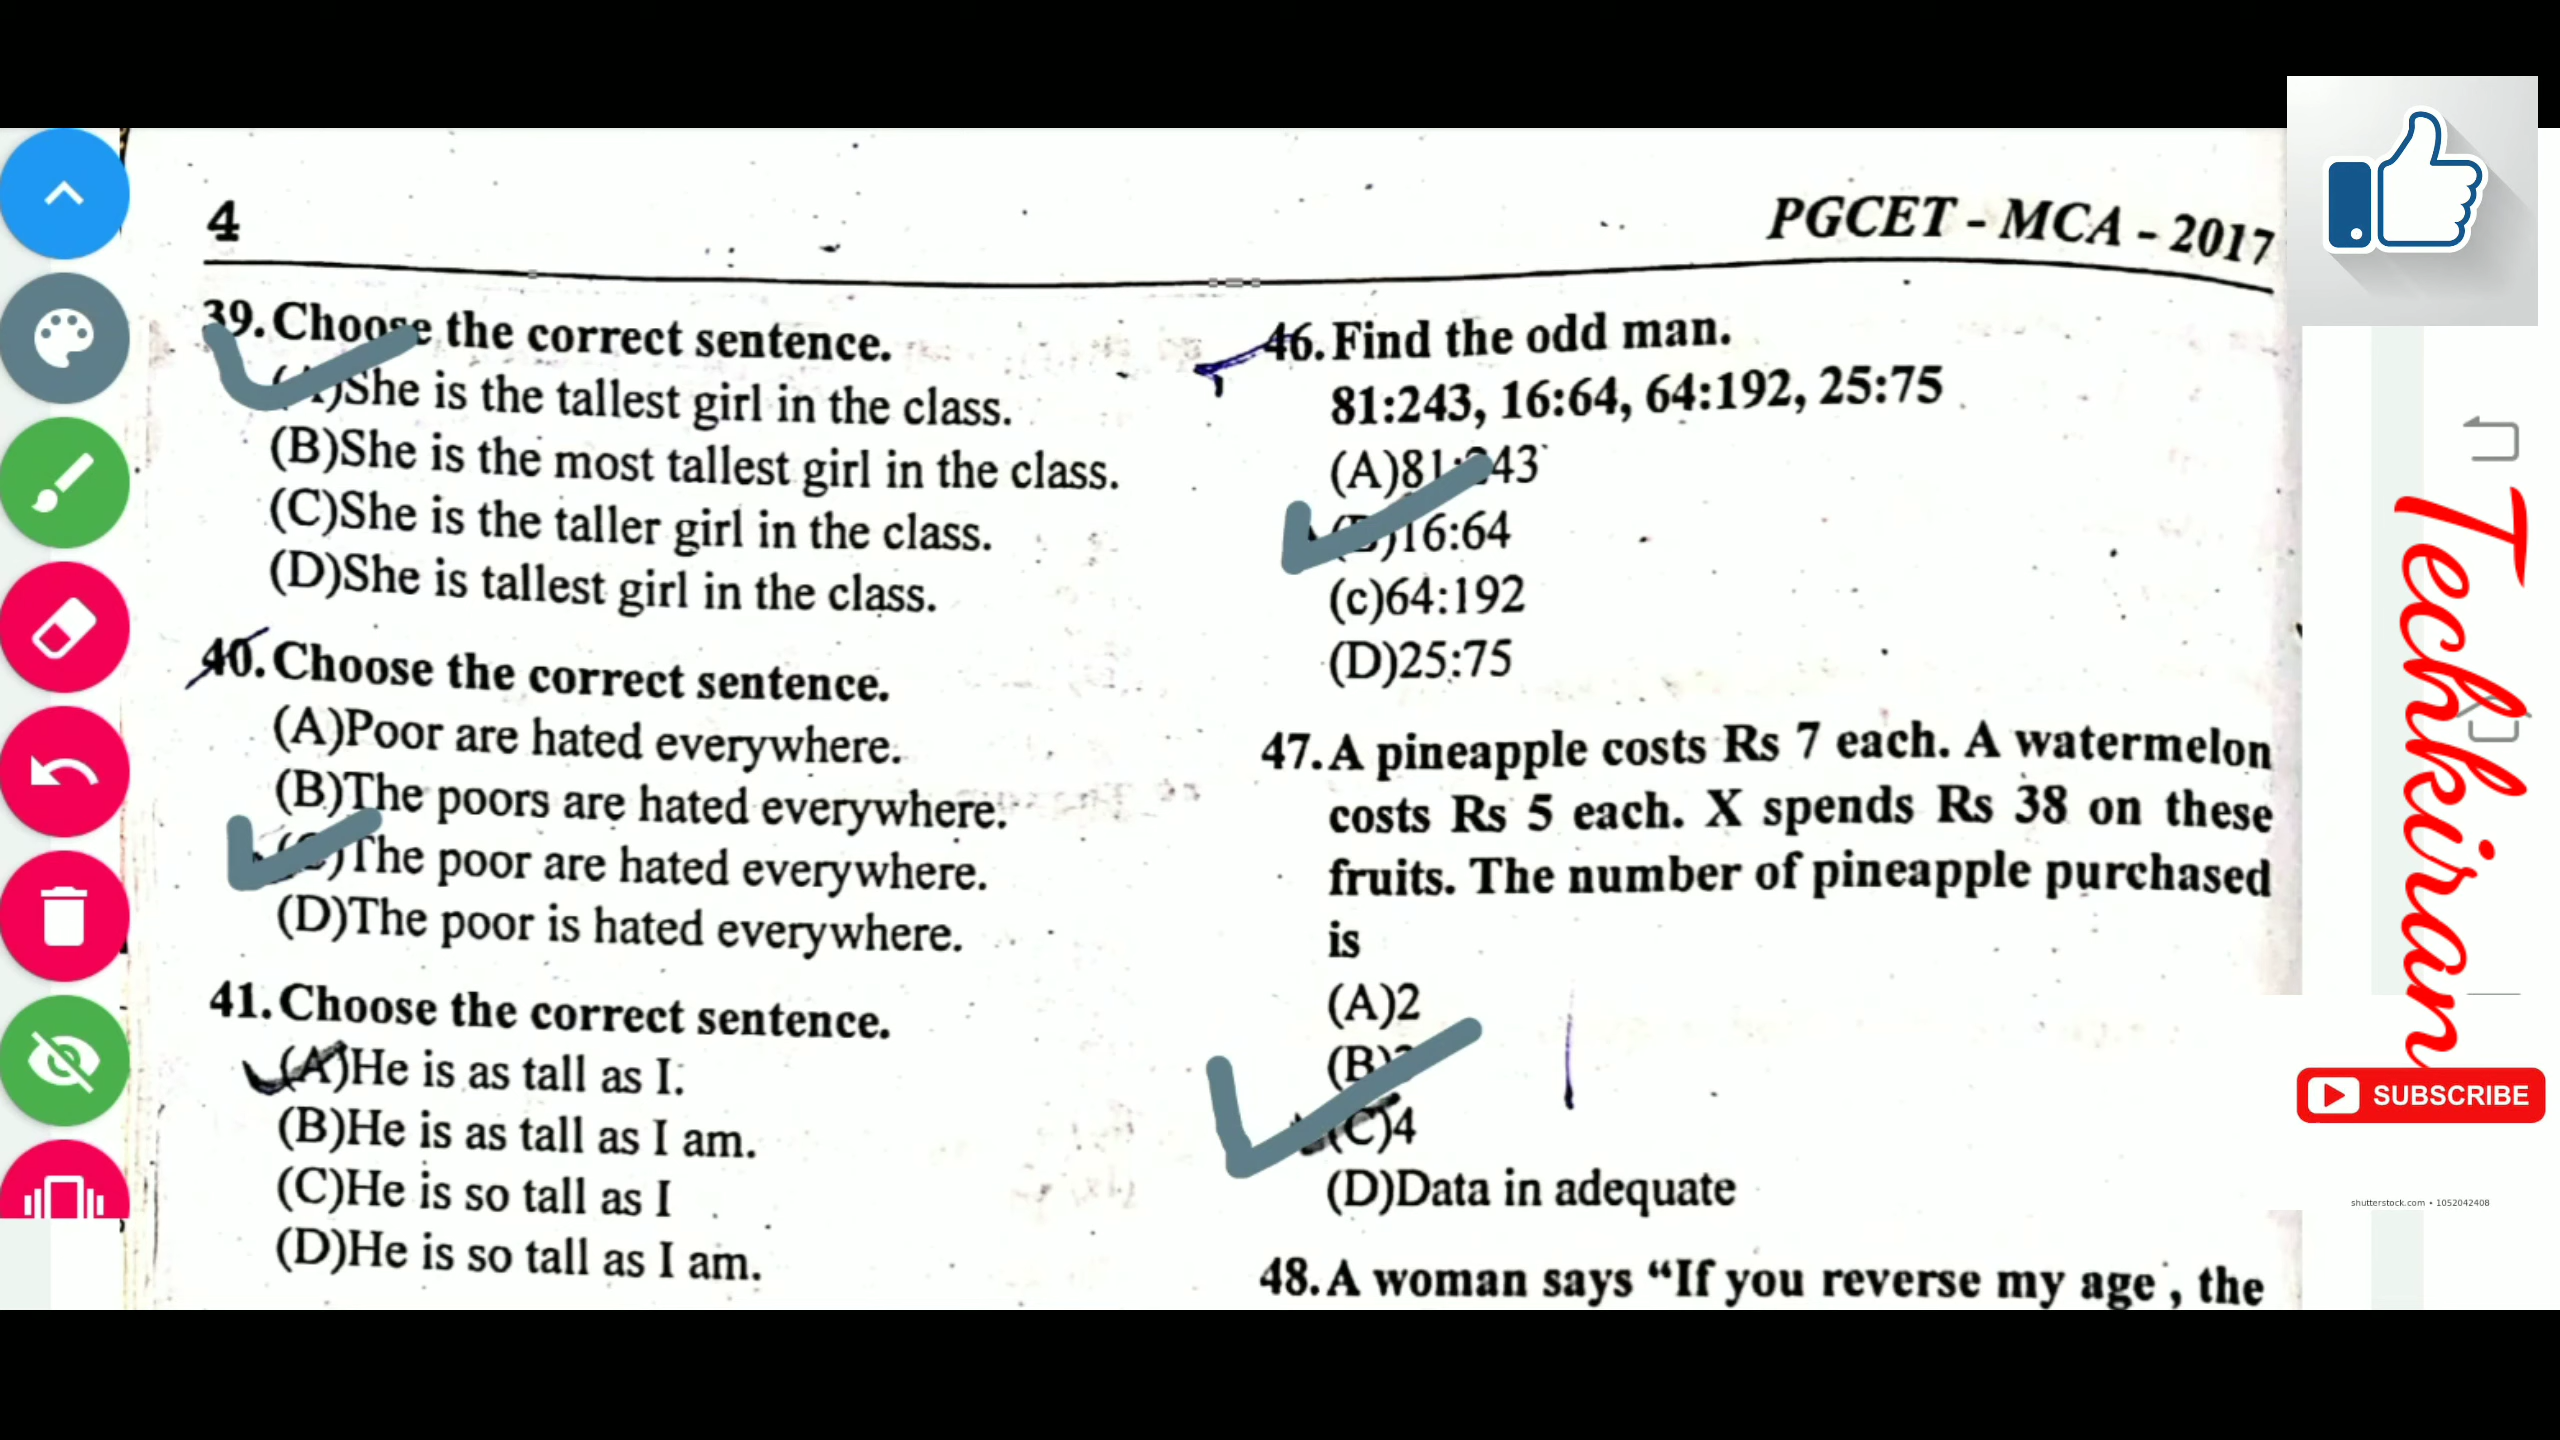 4
PGCET - MCA - 2017
39. Choose the correct sentence.
She is the tallest girl in the class.
(B)She is the most tallest girl in the class.
(C)She is the taller girl in the class.
(D)She is tallest girl in the class.
40. Choose the correct sentence.
(A)Poor are hated everywhere.
(B)The poors are hated everywhere.
(C)The poor are hated everywhere.
(D)The poor is hated everywhere.
41. Choose the correct sentence.
(A)He is as tall as I.
(B)He is as tall as I am.
(C)He is so tall as I
(D)He is so tall as I am.
46. Find the odd man.
81:243, 16:64, 64:192, 25:75
(A)81:243
16:64
(c)64:192
(D)25:75
47. A pineapple costs Rs 7 each. A watermelon
costs Rs 5 each. X spends Rs 38 on these
fruits. The number of pineapple purchased
is
(A)2
(B)
(C)4
(D)Data in adequate
48. A woman says “If you reverse my age , the
Techkiran
SUBSCRIBE
shutterstock.com • 1052042408